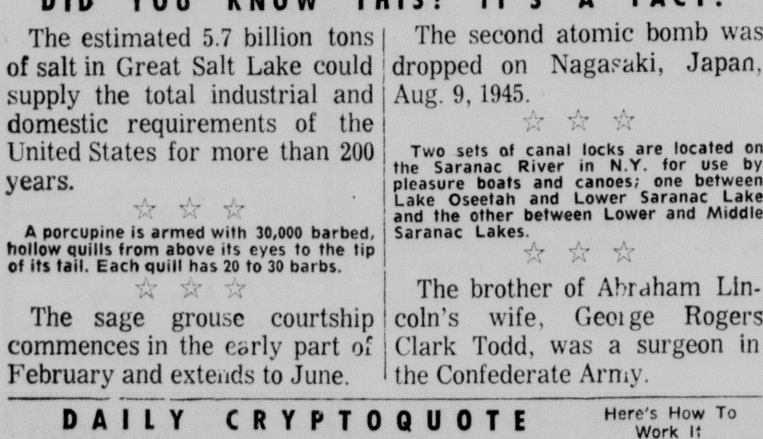 DID YOU KNOW THIS? IT'S A FACT!
The estimated 5.7 billion tons
of salt in Great Salt Lake could
supply the total industrial and
domestic requirements of the
United States for more than 200
years.
☆ ☆ ☆
A porcupine is armed with 30,000 barbed,
hollow quills from above its eyes to the tip
of its tail. Each quill has 20 to 30 barbs.
☆ ☆ ☆
The sage grouse courtship
commences in the early part of
February and extends to June.
The second atomic bomb was
dropped on Nagasaki, Japan,
Aug. 9, 1945.
☆ ☆ ☆
Two sets of canal locks are located on
the Saranac River in N.Y. for use by
pleasure boats and canoes; one between
Lake Oseetah and Lower Saranac Lake
and the other between Lower and Middle
Saranac Lakes.
☆ ☆ ☆
The brother of Abraham Lin-
coln's wife, George Rogers
Clark Todd, was a surgeon in
the Confederate Army.
DAILY CRYPTOQUOTE
Here's How To
Work It